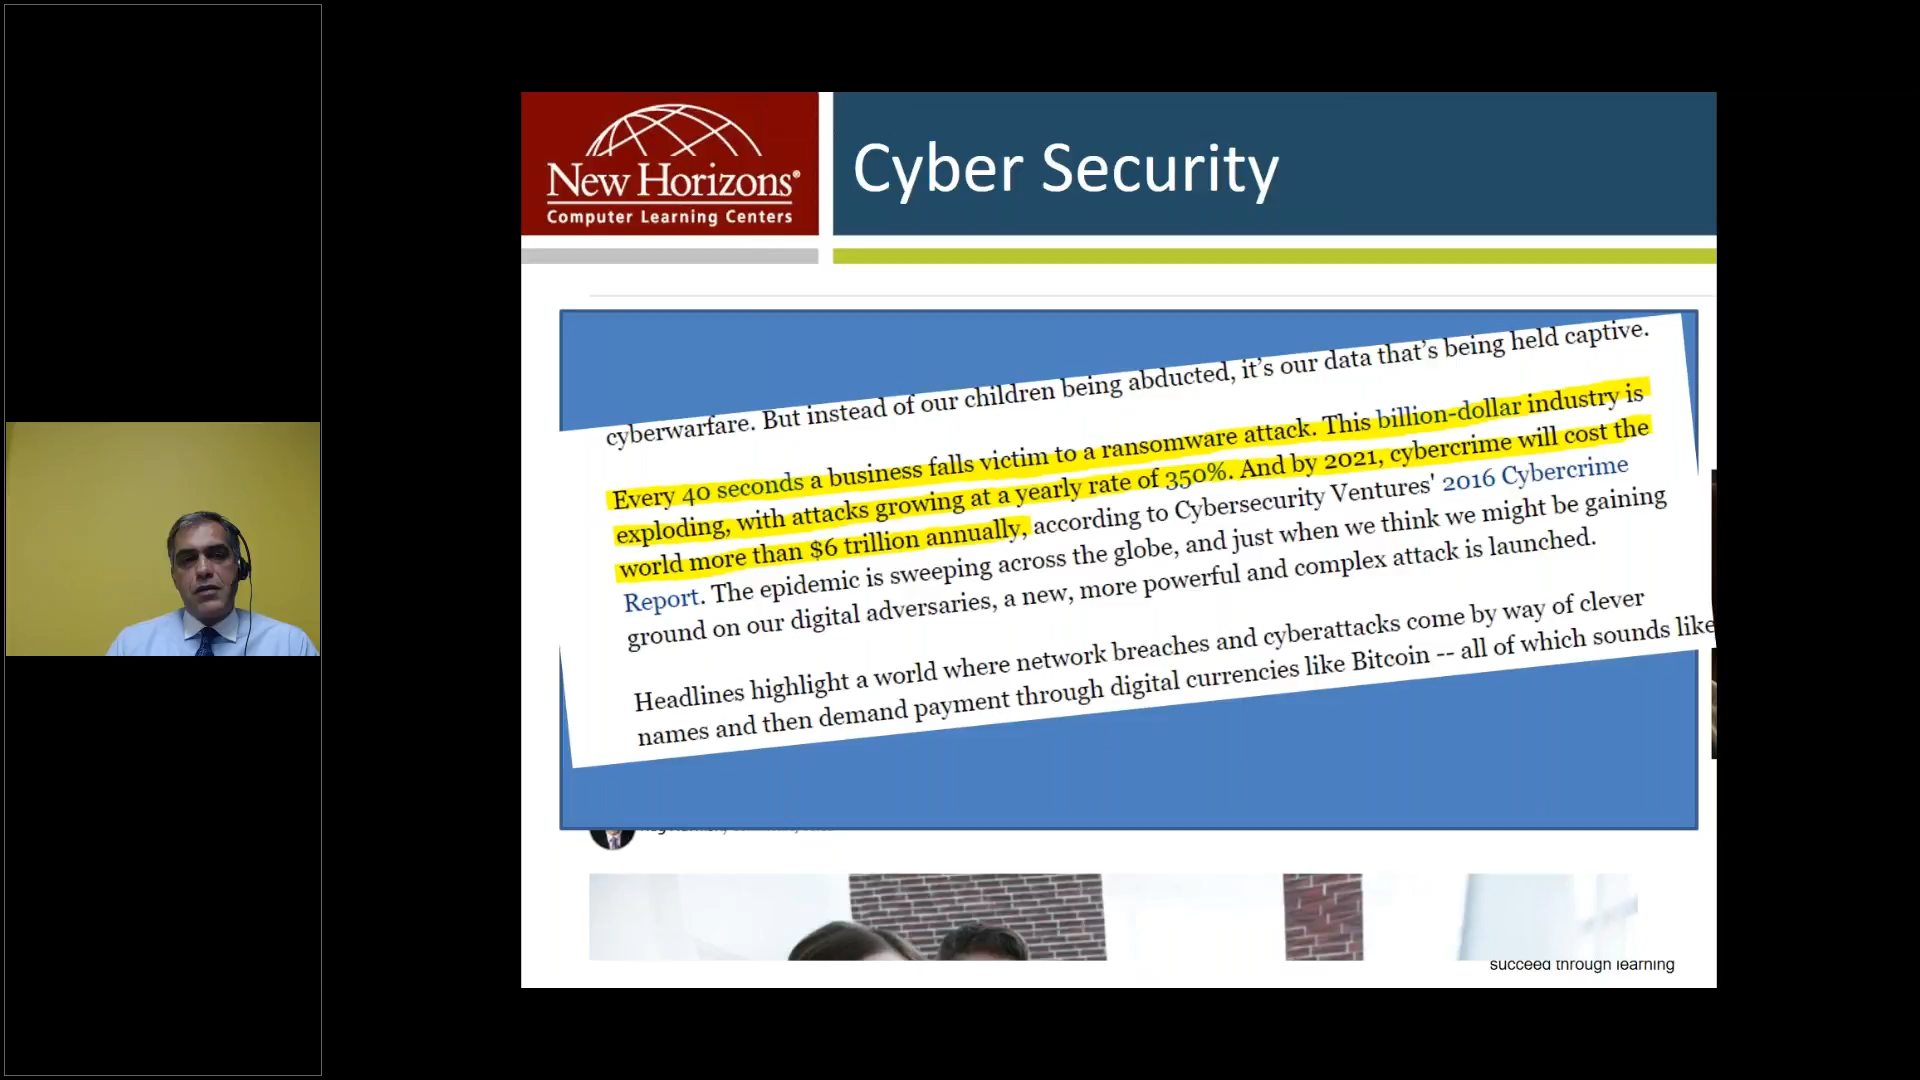 New Horizons®
Computer Learning Centers
Cyber Security
cyberwarfare. But instead of our children being abducted, it's our data that's being held captive.
Every 40 seconds a business falls victim to a ransomware attack. This billion-dollar industry is
exploding, with attacks growing at a yearly rate of 350%. And by 2021, cybercrime will cost the
world more than $6 trillion annually, according to Cybersecurity Ventures' 2016 Cybercrime
Report. The epidemic is sweeping across the globe, and just when we think we might be gaining
ground on our digital adversaries, a new, more powerful and complex attack is launched.
Headlines highlight a world where network breaches and cyberattacks come by way of clever
names and then demand payment through digital currencies like Bitcoin -- all of which sounds like
succeed through learning